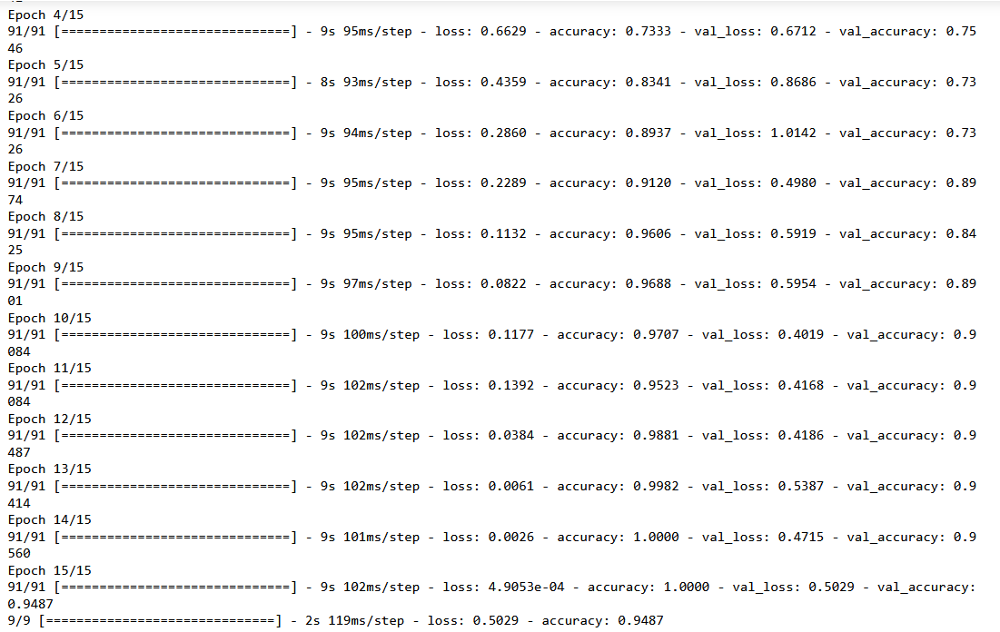 Epoch 4/15
91/91 [==============================] - 9s 95ms/step - loss: 0.6629 - accuracy: 0.7333 - val_loss: 0.6712 - val_accuracy: 0.75
46
Epoch 5/15
91/91 [==============================] - 8s 93ms/step - loss: 0.4359 - accuracy: 0.8341 - val_loss: 0.8686 - val_accuracy: 0.73
26
Epoch 6/15
91/91 [==============================] - 9s 94ms/step - loss: 0.2860 - accuracy: 0.8937 - val_loss: 1.0142 - val_accuracy: 0.73
26
Epoch 7/15
91/91 [==============================] - 9s 95ms/step - loss: 0.2289 - accuracy: 0.9120 - val_loss: 0.4980 - val_accuracy: 0.89
74
Epoch 8/15
91/91 [==============================] - 9s 95ms/step - loss: 0.1132 - accuracy: 0.9606 - val_loss: 0.5919 - val_accuracy: 0.84
25
Epoch 9/15
91/91 [==============================] - 9s 97ms/step - loss: 0.0822 - accuracy: 0.9688 - val_loss: 0.5954 - val_accuracy: 0.89
01
Epoch 10/15
91/91 [==============================] - 9s 100ms/step - loss: 0.1177 - accuracy: 0.9707 - val_loss: 0.4019 - val_accuracy: 0.9
084
Epoch 11/15
91/91 [==============================] - 9s 102ms/step - loss: 0.1392 - accuracy: 0.9523 - val_loss: 0.4168 - val_accuracy: 0.9
084
Epoch 12/15
91/91 [==============================] - 9s 102ms/step - loss: 0.0384 - accuracy: 0.9881 - val_loss: 0.4186 - val_accuracy: 0.9
487
Epoch 13/15
91/91 [==============================] - 9s 102ms/step - loss: 0.0061 - accuracy: 0.9982 - val_loss: 0.5387 - val_accuracy: 0.9
414
Epoch 14/15
91/91 [==============================] - 9s 101ms/step - loss: 0.0026 - accuracy: 1.0000 - val_loss: 0.4715 - val_accuracy: 0.9
560
Epoch 15/15
91/91 [==============================] - 9s 102ms/step - loss: 4.9053e-04 - accuracy: 1.0000 - val_loss: 0.5029 - val_accuracy:
0.9487
9/9 [==============================] - 2s 119ms/step - loss: 0.5029 - accuracy: 0.9487